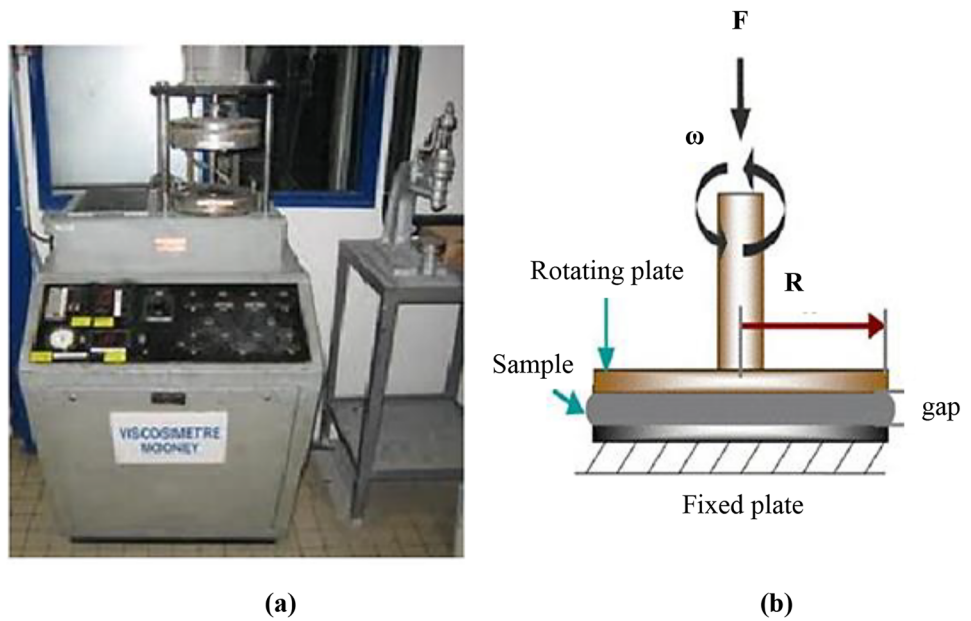 VISCOSIMETRE
MOONEY
(a)
F
ω
Rotating plate
R
Sample
gap
Fixed plate
(b)